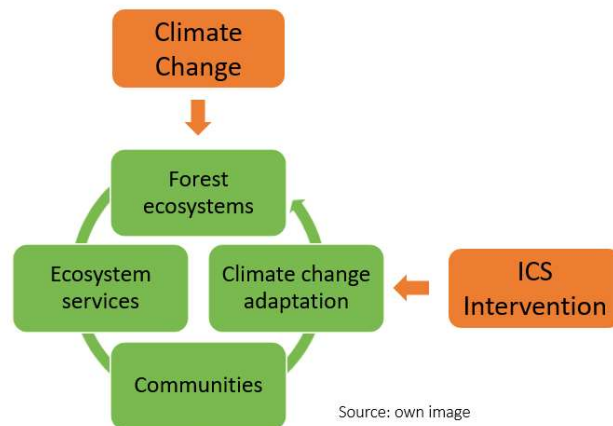 Climate
Change
Forest
ecosystems
Ecosystem
services
Climate change
adaptation
ICS
Intervention
Communities
Source: own image